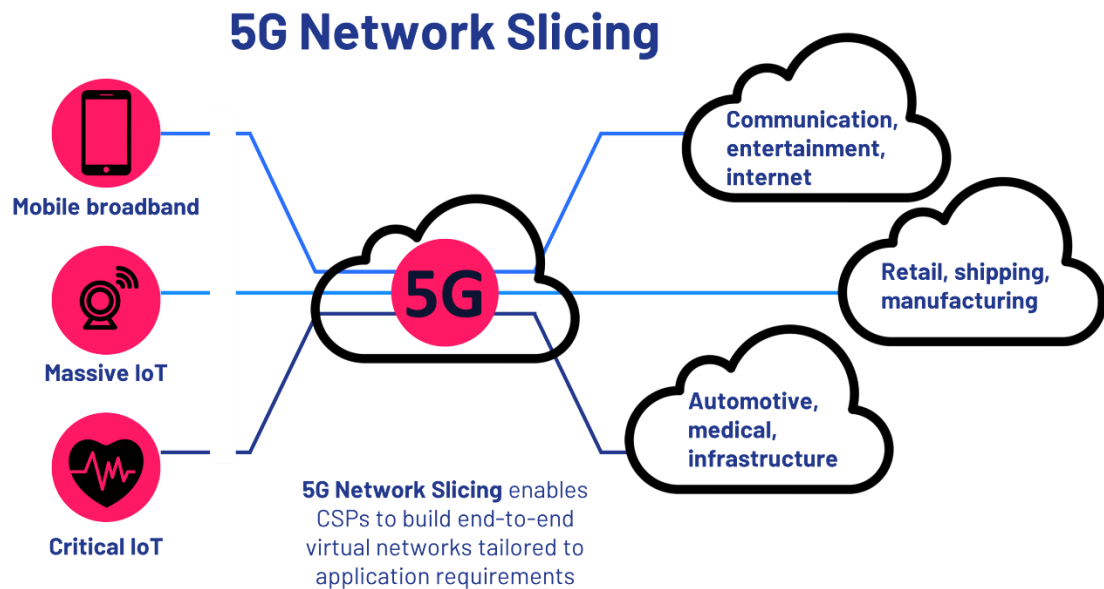 5G Network Slicing
Mobile broadband
Massive IoT
Critical IoT
5G
Communication,
entertainment,
internet
Retail, shipping,
manufacturing
Automotive,
medical,
infrastructure
5G Network Slicing enables
CSPs to build end-to-end
virtual networks tailored to
application requirements